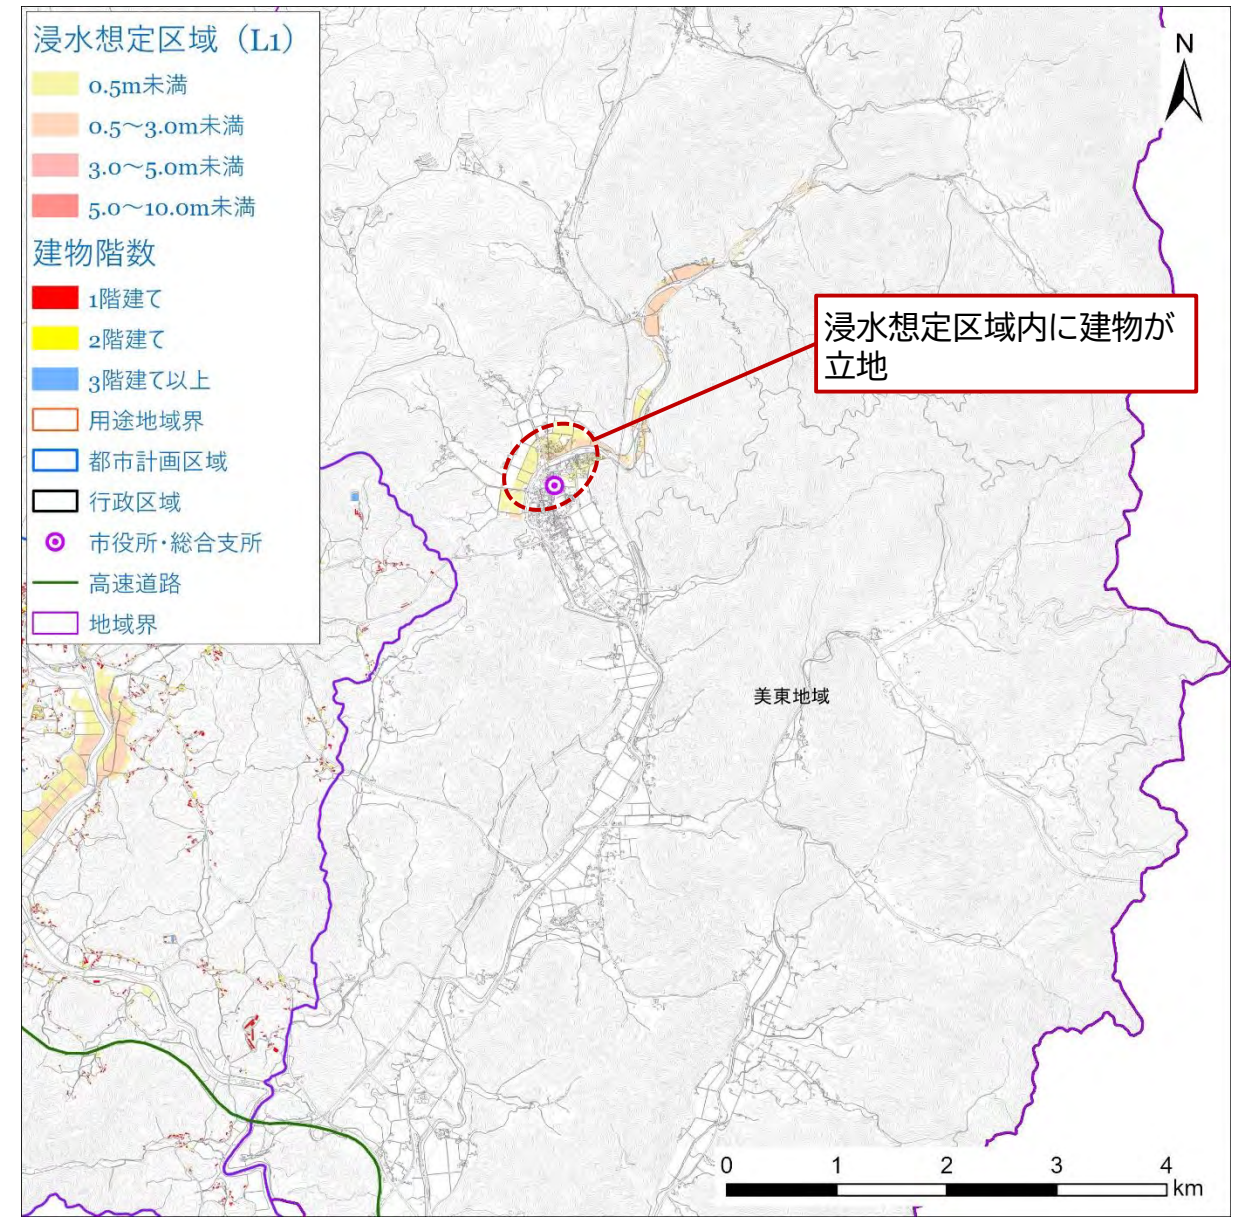 浸水想定区域（L1）
0.5m未満
0.5～3.0m未満
3.0～5.0m未満
5.0～10.0m未満
建物階数
1階建て
2階建て
3階建て以上
用途地域界
都市計画区域
行政区域
市役所・総合支所
高速道路
地域界
N
浸水想定区域内に建物が
立地
美東地域
0 1 2 3 4
km